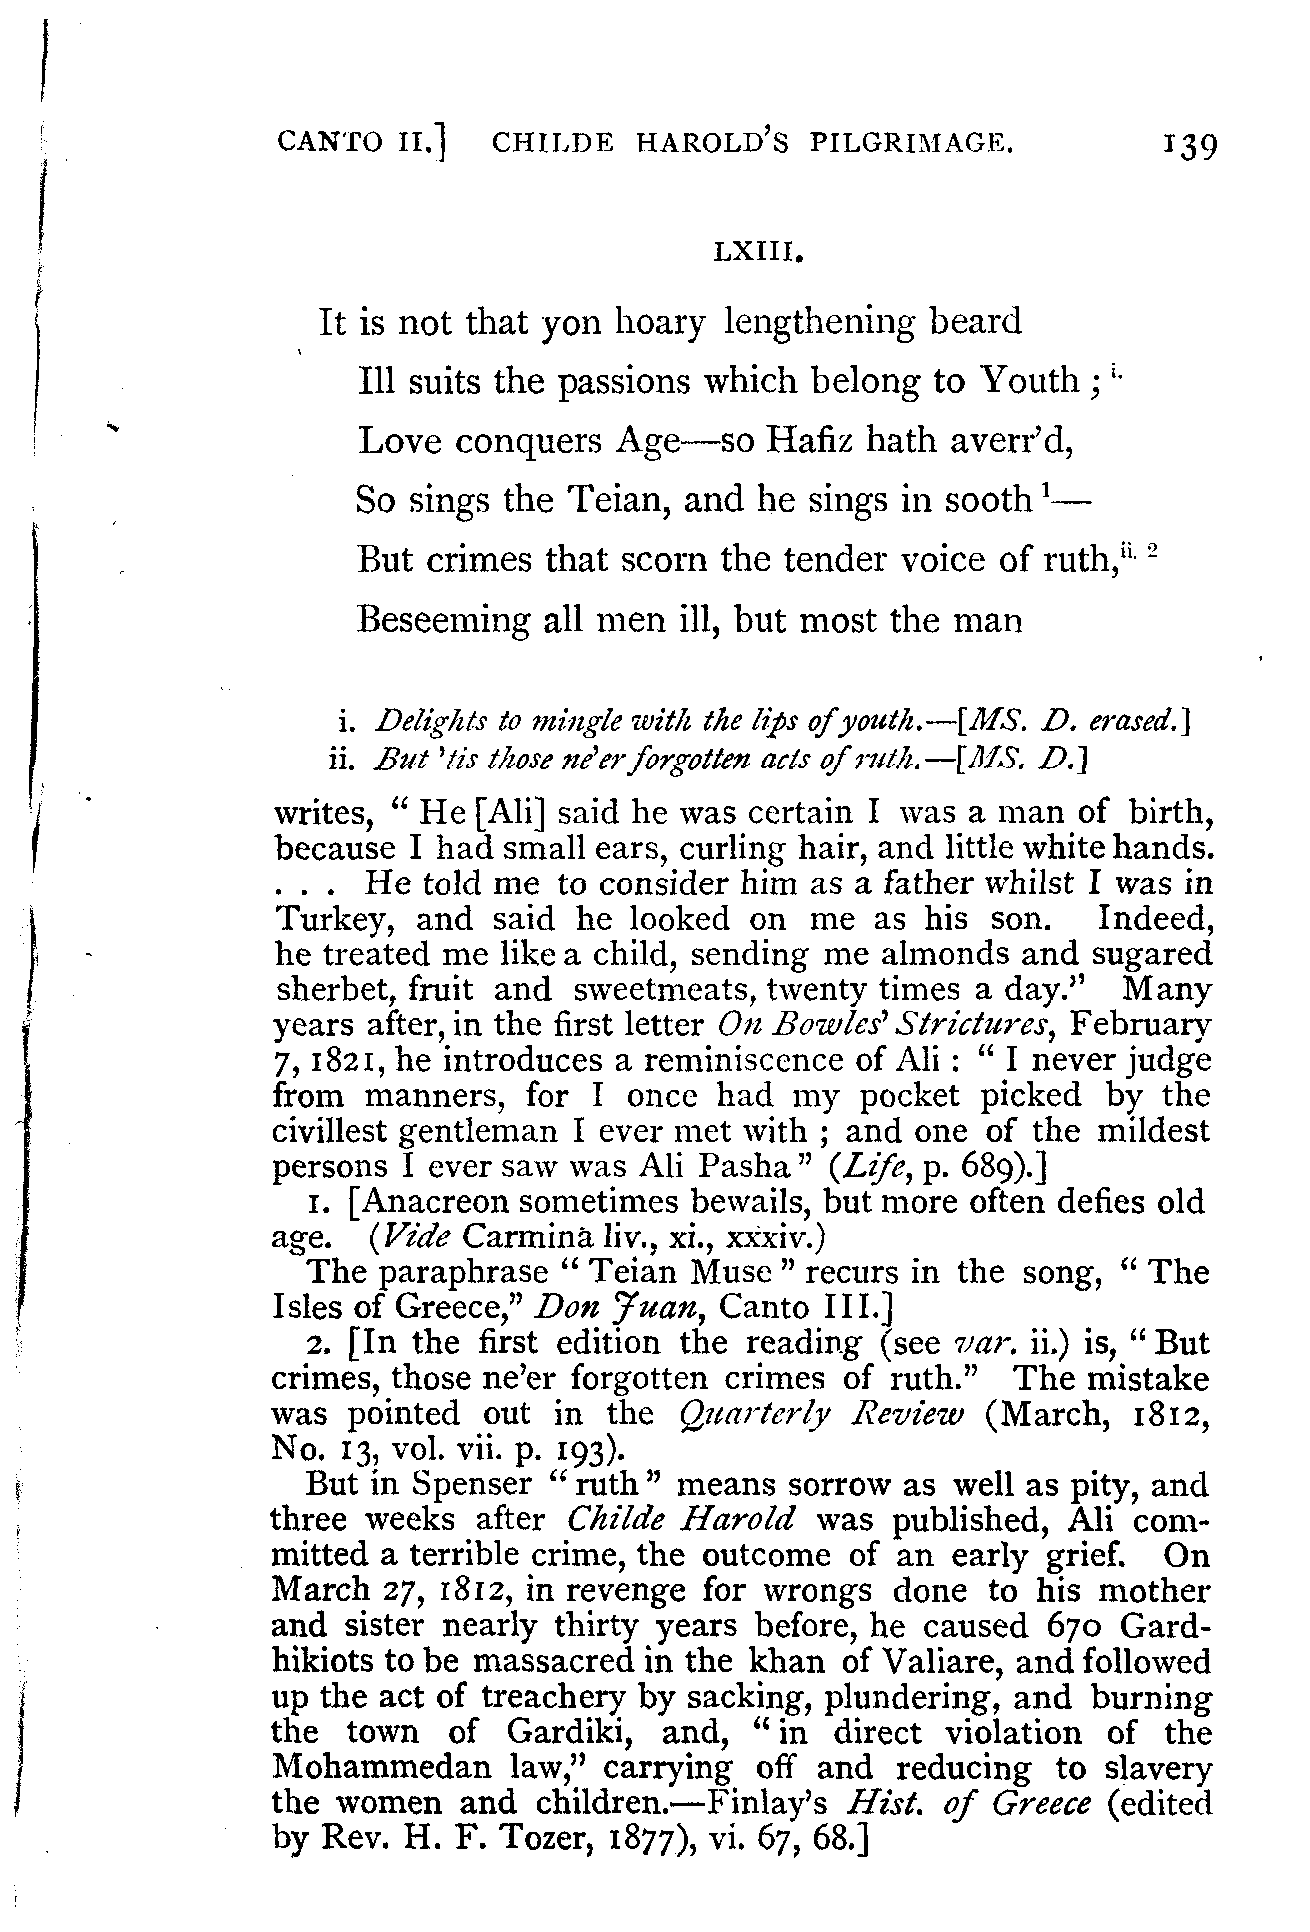 CANTO II.] CHILDE HAROLD'S PILGRIMAGE. 139
LXIII.
It is not that yon hoary lengthening beard
Ill suits the passions which belong to Youth ; i.
Love conquers Age—so Hafiz hath averr'd,
So sings the Teian, and he sings in sooth 1—
But crimes that scorn the tender voice of ruth, ii. 2
Beseeming all men ill, but most the man
i. Delights to mingle with the lips of youth.—[MS. D. erased.]
ii. But 'tis those ne'er forgotten acts of ruth.—[MS. D.]
writes, " He [Ali] said he was certain I was a man of birth,
because I had small ears, curling hair, and little white hands.
. . . He told me to consider him as a father whilst I was in
Turkey, and said he looked on me as his son. Indeed,
he treated me like a child, sending me almonds and sugared
sherbet, fruit and sweetmeats, twenty times a day." Many
years after, in the first letter On Bowles' Strictures, February
7, 1821, he introduces a reminiscence of Ali : " I never judge
from manners, for I once had my pocket picked by the
civillest gentleman I ever met with ; and one of the mildest
persons I ever saw was Ali Pasha" (Life, p. 689).]
1. [Anacreon sometimes bewails, but more often defies old
age. (Vide Carmina liv., xi., xxxiv.)
The paraphrase " Teian Muse " recurs in the song, " The
Isles of Greece," Don Juan, Canto III.]
2. [In the first edition the reading (see var. ii.) is, " But
crimes, those ne'er forgotten crimes of ruth." The mistake
was pointed out in the Quarterly Review (March, 1812,
No. 13, vol. vii. p. 193).
But in Spenser " ruth " means sorrow as well as pity, and
three weeks after Childe Harold was published, Ali com-
mitted a terrible crime, the outcome of an early grief. On
March 27, 1812, in revenge for wrongs done to his mother
and sister nearly thirty years before, he caused 670 Gard-
hikiots to be massacred in the khan of Valiare, and followed
up the act of treachery by sacking, plundering, and burning
the town of Gardiki, and, " in direct violation of the
Mohammedan law," carrying off and reducing to slavery
the women and children.—Finlay's Hist. of Greece (edited
by Rev. H. F. Tozer, 1877), vi. 67, 68.]